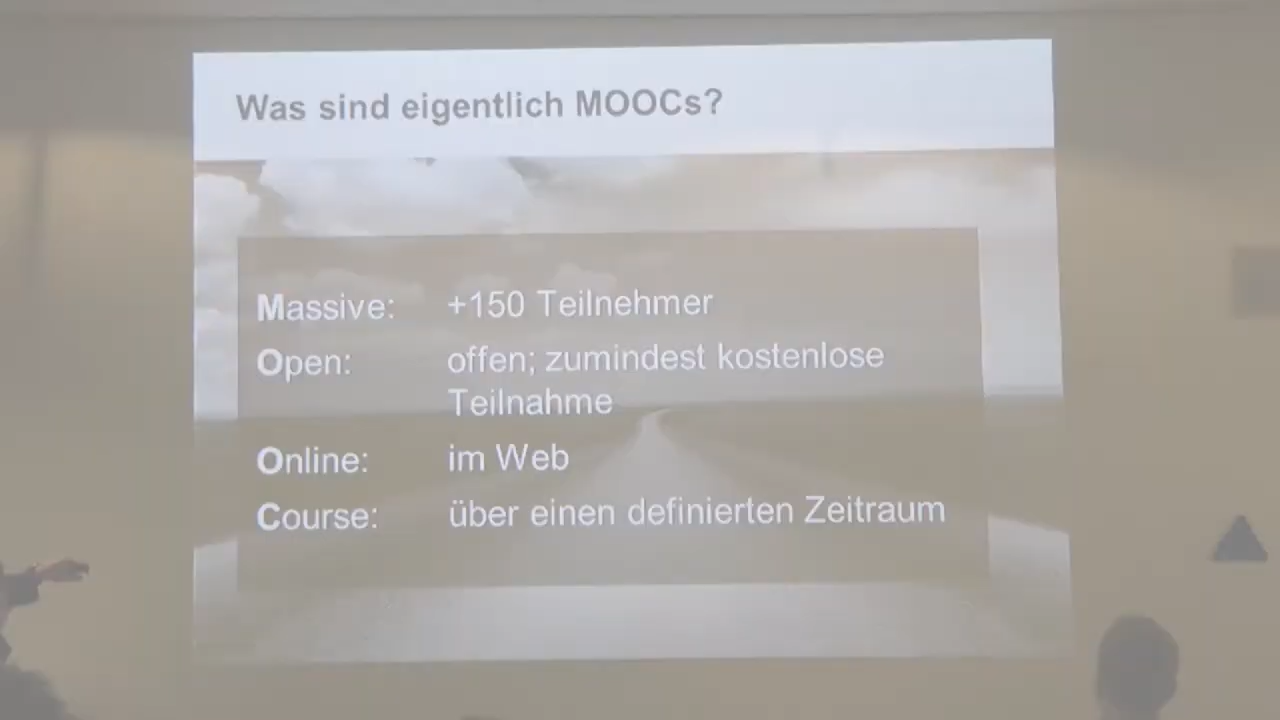 Was sind eigentlich MOOCs?
Massive: +150 Teilnehmer
Open: offen; zumindest kostenlose
Teilnahme
Online: im Web
Course: über einen definierten Zeitraum